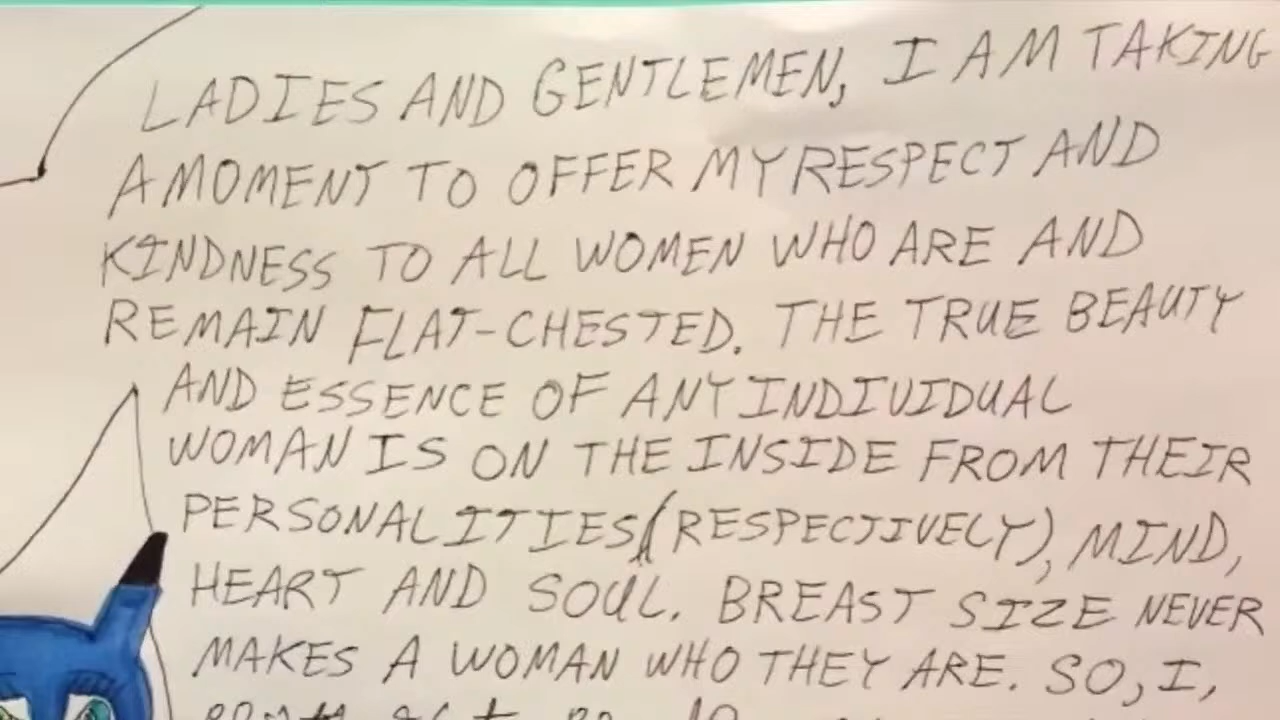 LADIES AND GENTLEMEN, I AM TAKING
A MOMENT TO OFFER MY RESPECT AND
KINDNESS TO ALL WOMEN WHO ARE AND
REMAIN FLAT-CHESTED. THE TRUE BEAUTY
AND ESSENCE OF ANY INDIVIDUAL
WOMAN IS ON THE INSIDE FROM THEIR
PERSONALITIES (RESPECTIVELY), MIND,
HEART AND SOUL. BREAST SIZE NEVER
MAKES A WOMAN WHO THEY ARE. SO, I,